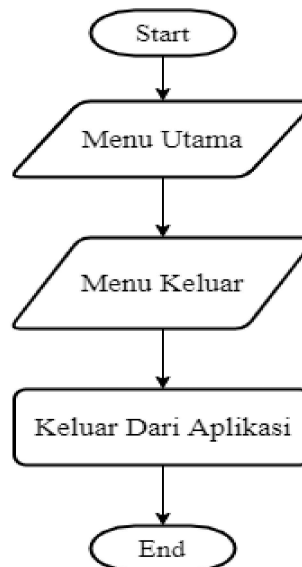 Start
Menu Utama
Menu Keluar
Keluar Dari Aplikasi
End